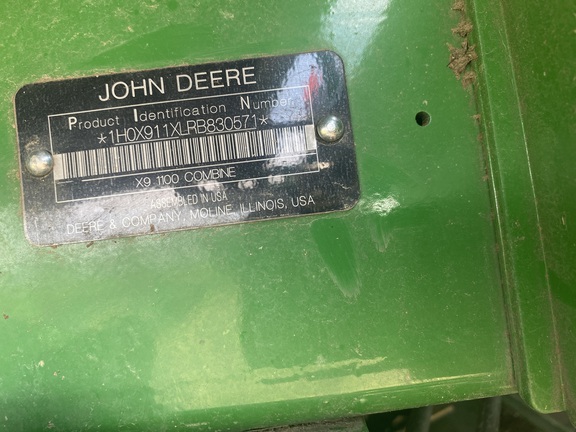 JOHN DEERE
Product Identification Number
*1H0X911XLRB830571*
X9 1100 COMBINE
ASSEMBLED IN USA
DEERE & COMPANY, MOLINE, ILLINOIS, USA